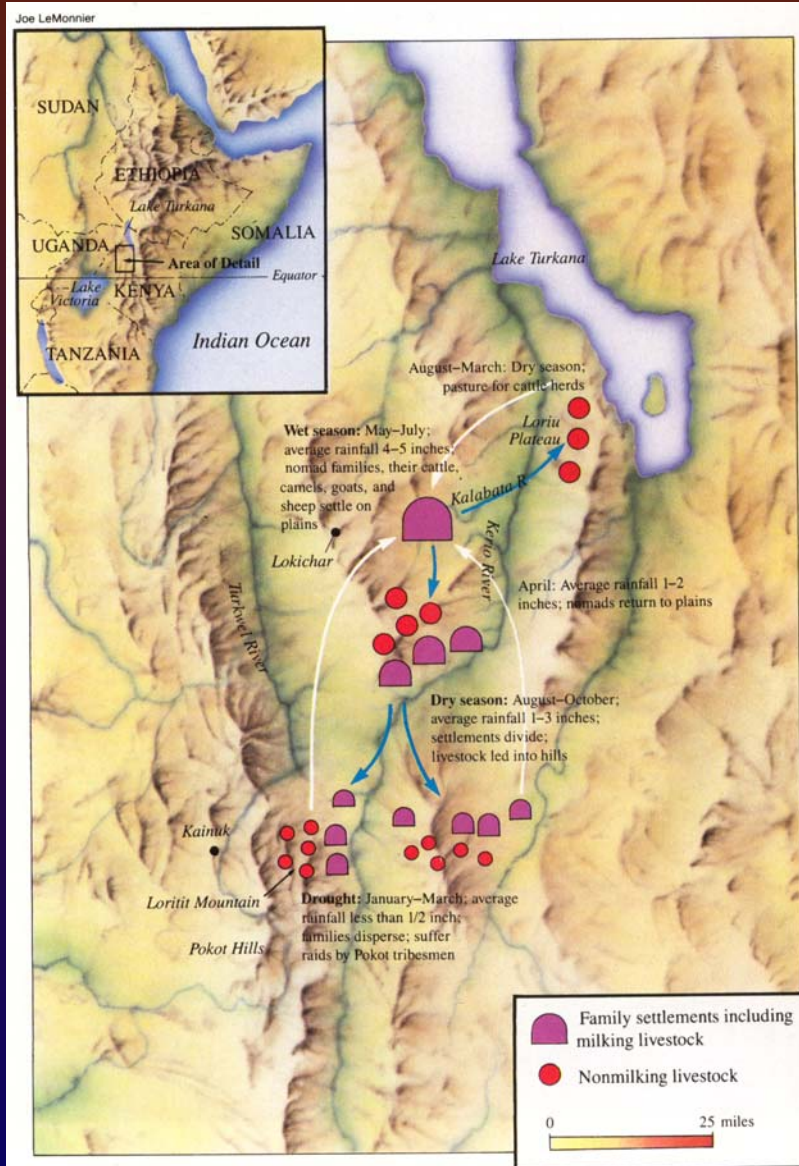 Joe LeMonnier
SUDAN
ETHIOPIA
Lake Turkana
SOMALIA
UGANDA
Area of Detail
Equator
Lake
Victoria
KENYA
TANZANIA
Indian Ocean
Lake Turkana
August–March: Dry season;
pasture for cattle herds
Loriu
Plateau
Wet season: May–July;
average rainfall 4–5 inches;
nomad families, their cattle,
camels, goats, and
sheep settle on
plains
Kalabata R.
Lokichar
Kerio River
Turkwel River
April: Average rainfall 1–2
inches; nomads return to plains
Dry season: August–October;
average rainfall 1–3 inches;
settlements divide;
livestock led into hills
Kainuk
Loritit Mountain
Drought: January–March; average
rainfall less than 1/2 inch;
families disperse; suffer
raids by Pokot tribesmen
Pokot Hills
Family settlements including
milking livestock
Nonmilking livestock
0 25 miles